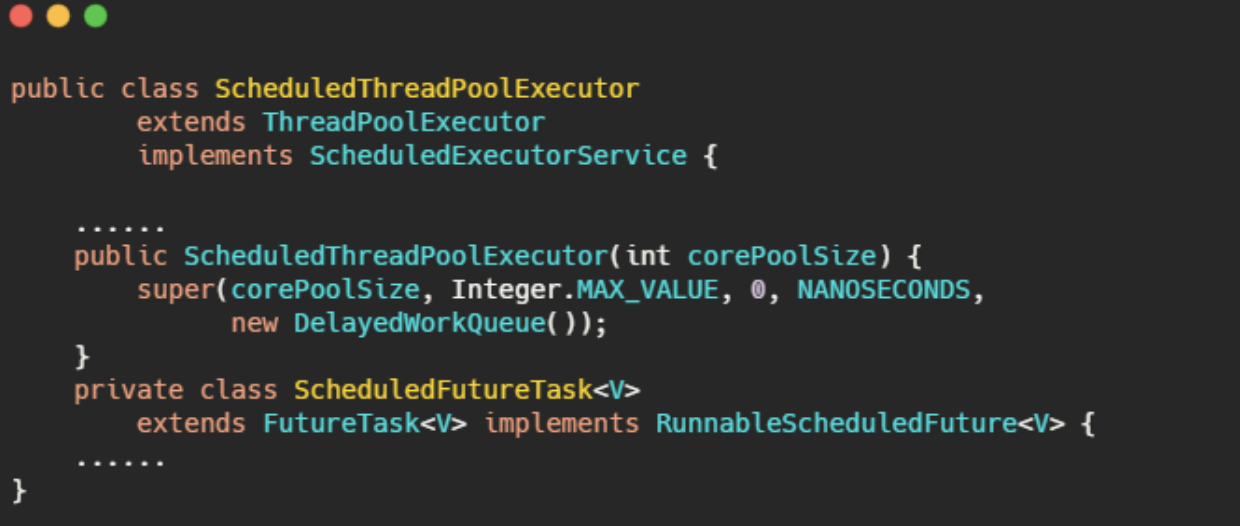 public class ScheduledThreadPoolExecutor
extends ThreadPoolExecutor
implements ScheduledExecutorService {
......
public ScheduledThreadPoolExecutor(int corePoolSize) {
super(corePoolSize, Integer.MAX_VALUE, 0, NANOSECONDS,
new DelayedWorkQueue());
}
private class ScheduledFutureTask<V>
extends FutureTask<V> implements RunnableScheduledFuture<V> {
......
}